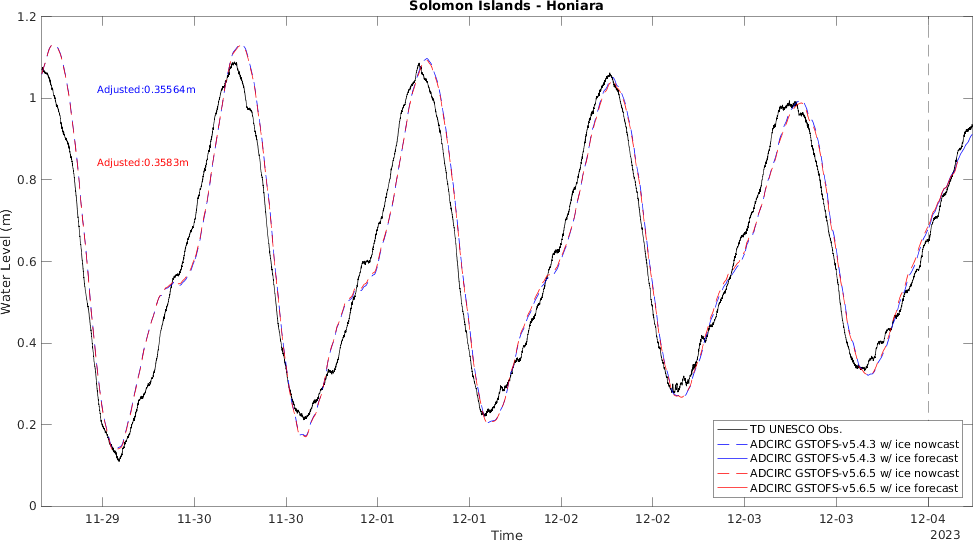 Solomon Islands - Honiara
1.2
1
0.8
0.6
0.4
0.2
0
Water Level (m)
Adjusted:0.35564m
Adjusted:0.3583m
TD UNESCO Obs.
ADCIRC GSTOFS-v5.4.3 w/ ice nowcast
ADCIRC GSTOFS-v5.4.3 w/ ice forecast
ADCIRC GSTOFS-v5.6.5 w/ ice nowcast
ADCIRC GSTOFS-v5.6.5 w/ ice forecast
11-29 11-30 11-30 12-01 12-01 12-02 12-02 12-03 12-03 12-04
Time 2023